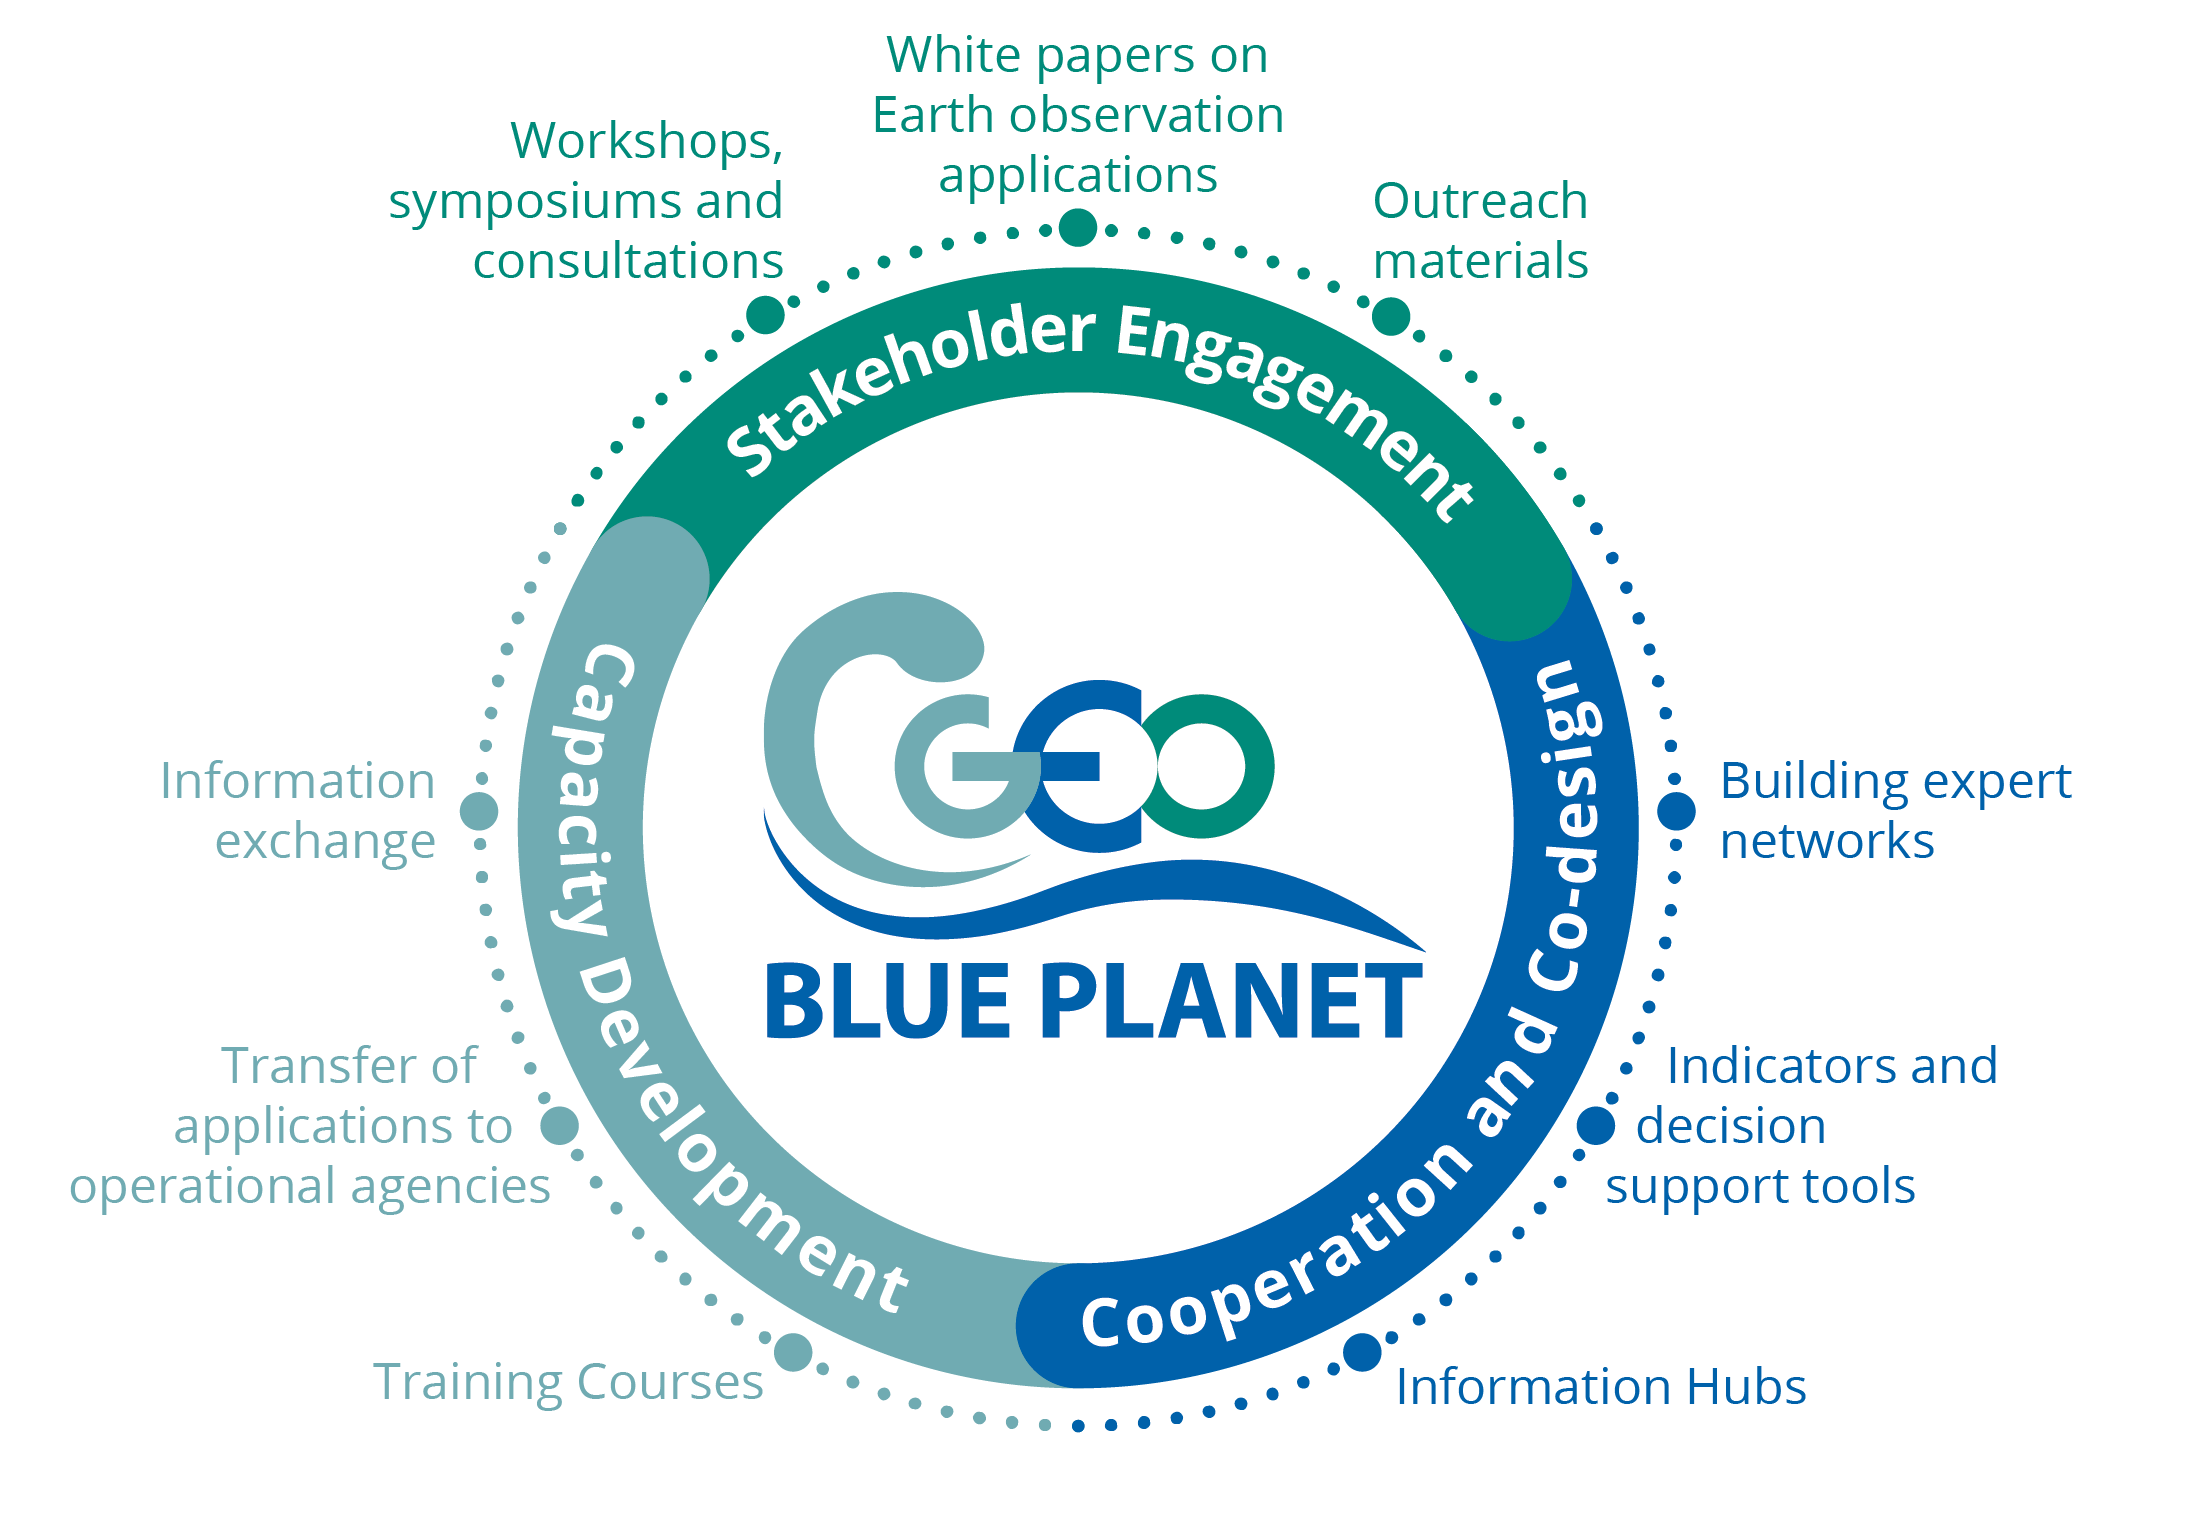 White papers on
Earth observation
applications
Workshops,
symposiums and
consultations
Outreach
materials
Stakeholder Engagement
Capacity Development
Cooperation and Co-design
GEO
BLUE PLANET
Information
exchange
Building expert
networks
Transfer of
applications to
operational agencies
Indicators and
decision
support tools
Training Courses
Information Hubs